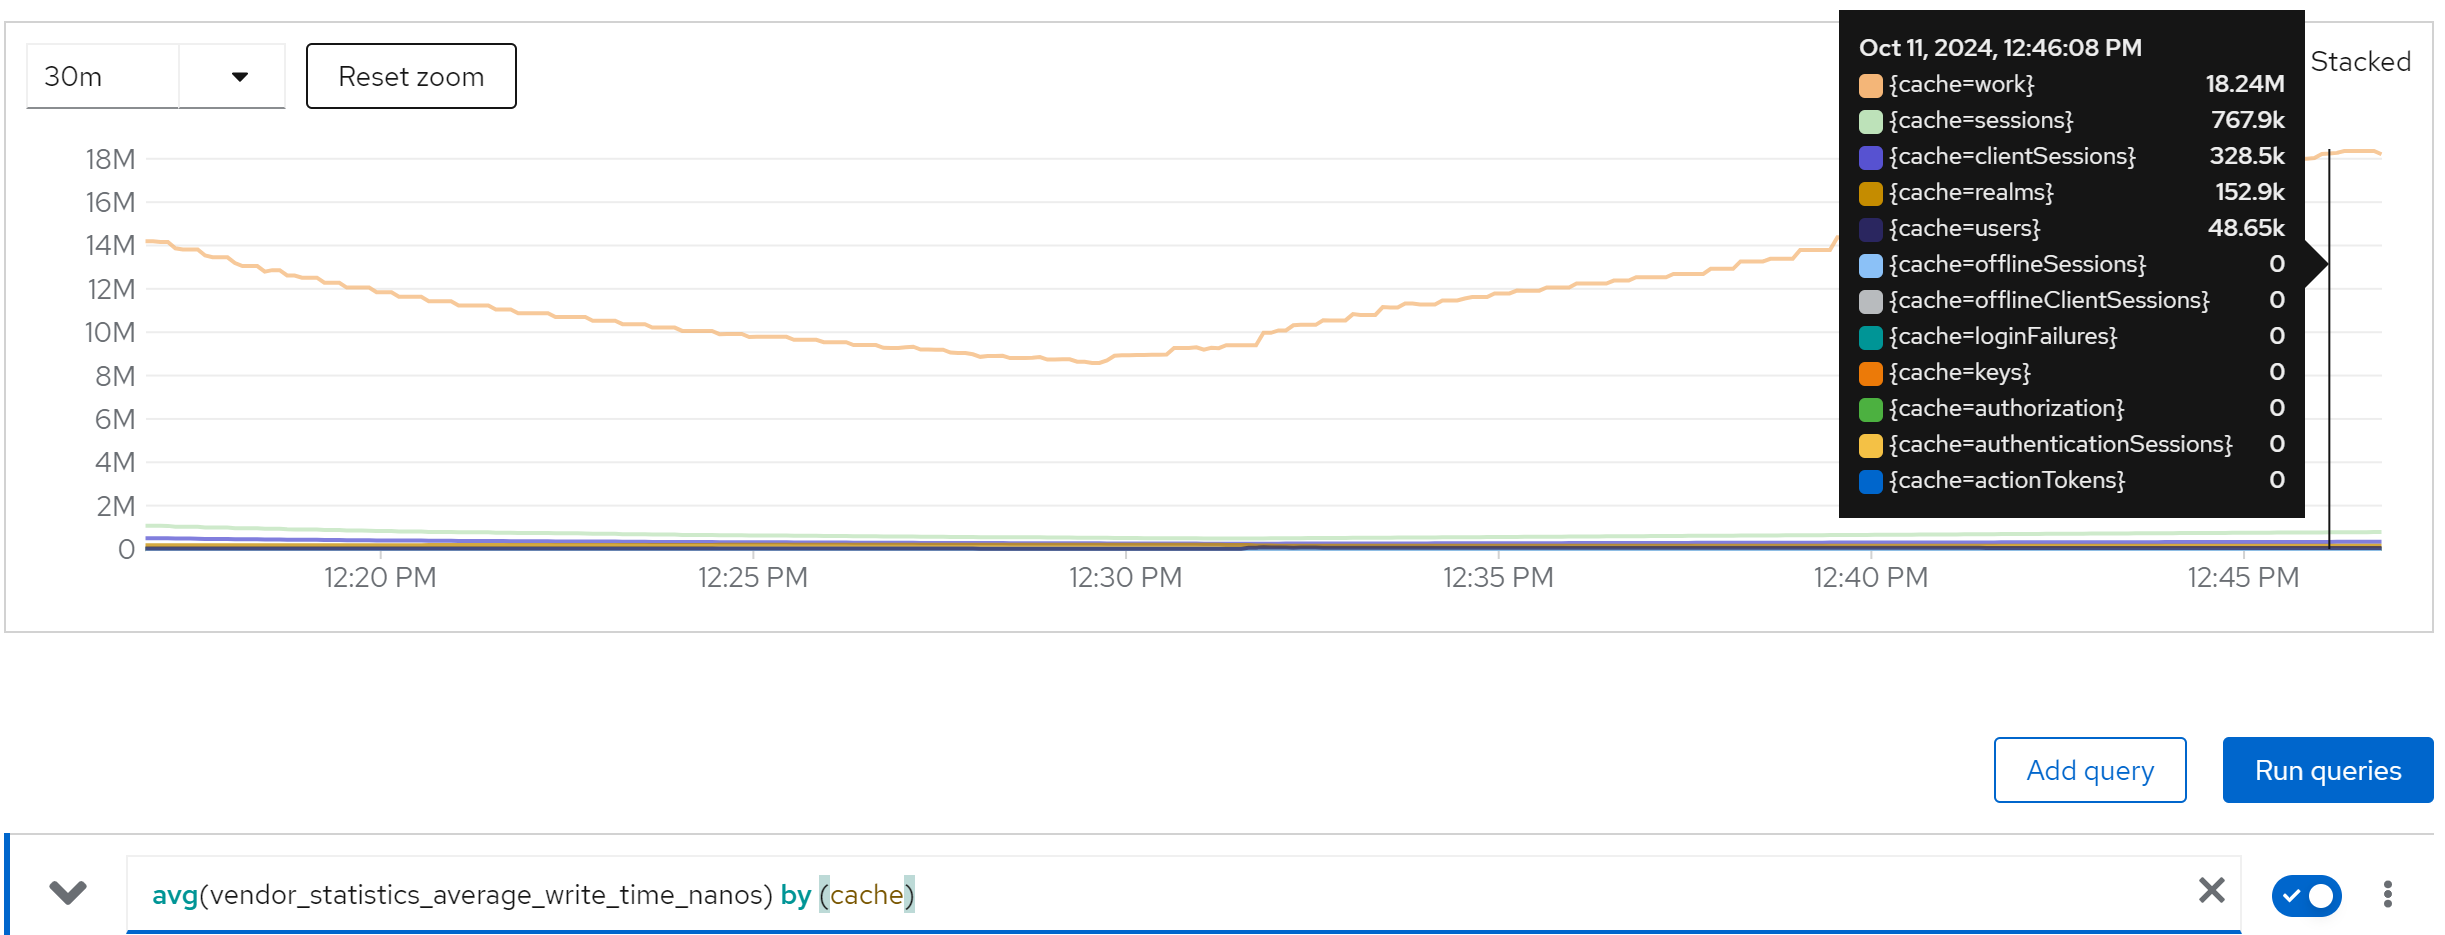 Oct 11, 2024, 12:46:08 PM
30m
Reset zoom
Stacked
{cache=work} 18.24M
{cache=sessions} 767.9k
{cache=clientSessions} 328.5k
{cache=realms} 152.9k
{cache=users} 48.65k
{cache=offlineSessions} 0
{cache=offlineClientSessions} 0
{cache=loginFailures} 0
{cache=keys} 0
{cache=authorization} 0
{cache=authenticationSessions} 0
{cache=actionTokens} 0
18M
16M
14M
12M
10M
8M
6M
4M
2M
0
12:20 PM 12:25 PM 12:30 PM 12:35 PM 12:40 PM 12:45 PM
Add query
Run queries
avg(vendor_statistics_average_write_time_nanos) by (cache)